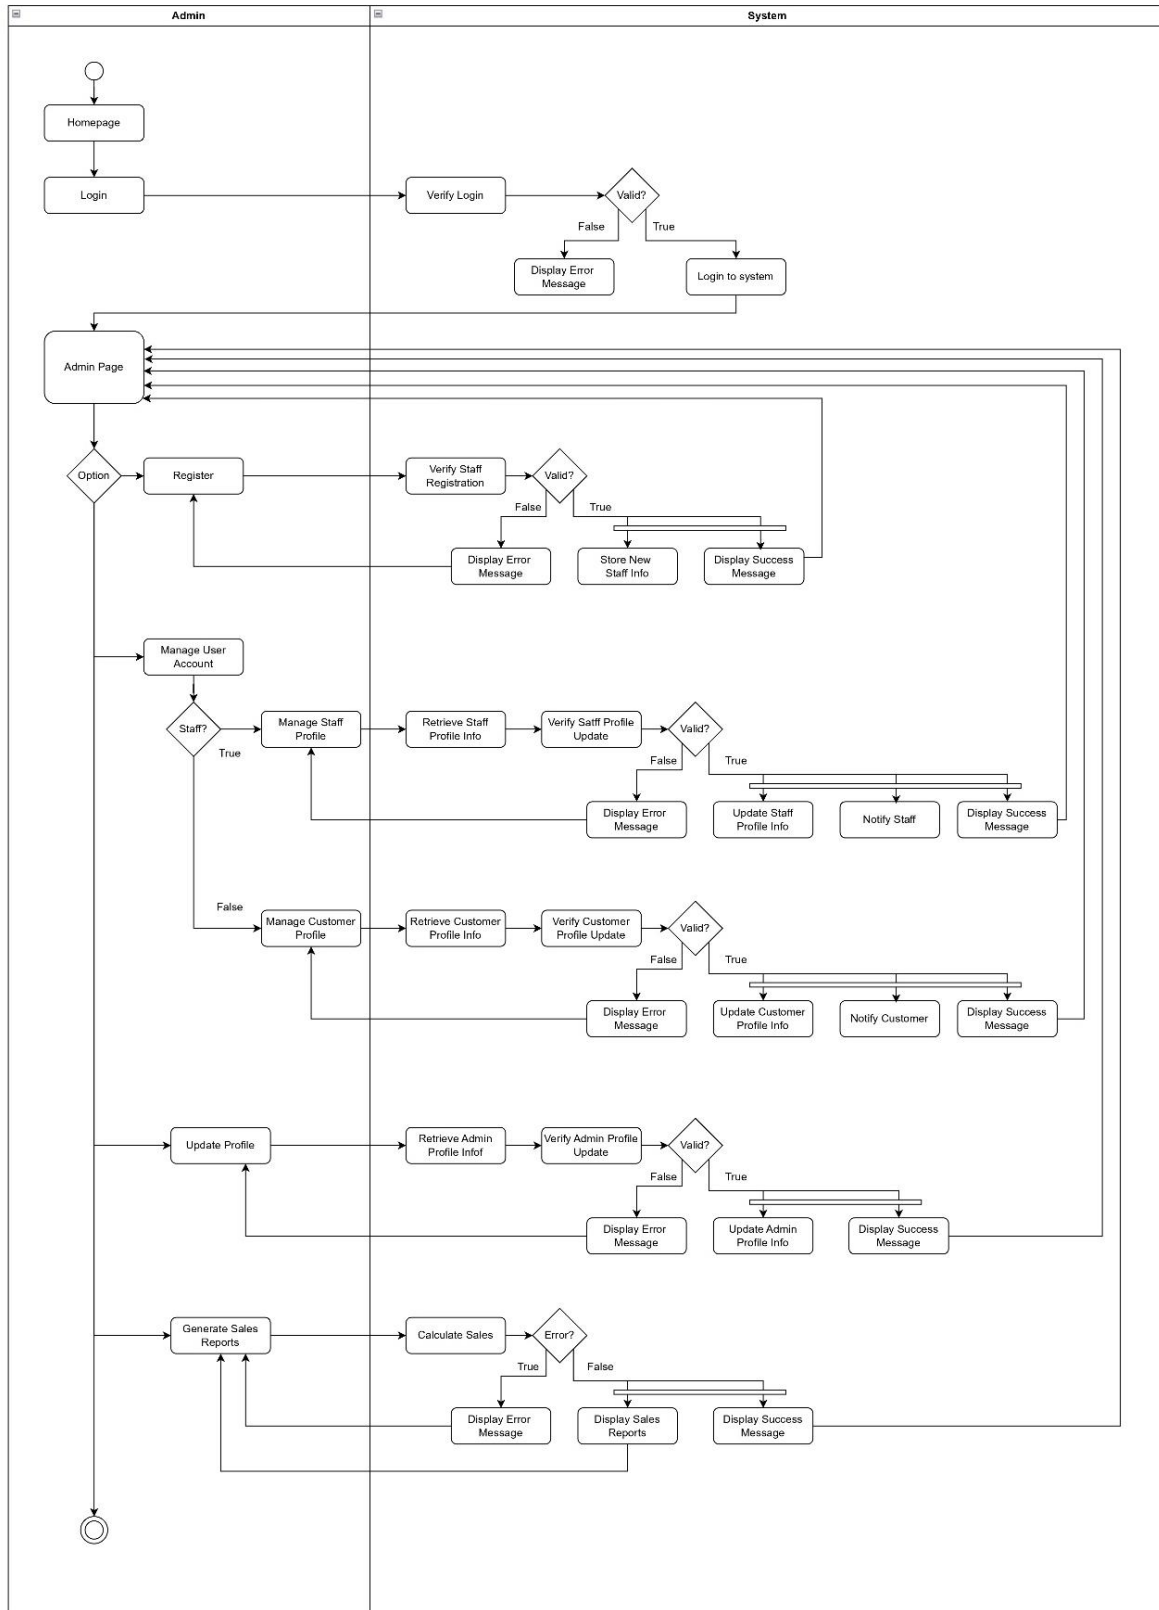 Admin
System
Homepage
Login
Verify Login
Valid?
False
True
Display Error
Message
Login to system
Admin Page
Option
Register
Verify Staff
Registration
Valid?
False
True
Display Error
Message
Store New
Staff Info
Display Success
Message
Manage User
Account
Staff?
True
Manage Staff
Profile
Retrieve Staff
Profile Info
Verify Satff Profile
Update
Valid?
False
True
Display Error
Message
Update Staff
Profile Info
Notify Staff
Display Success
Message
False
Manage Customer
Profile
Retrieve Customer
Profile Info
Verify Customer
Profile Update
Valid?
False
True
Display Error
Message
Update Customer
Profile Info
Notify Customer
Display Success
Message
Update Profile
Retrieve Admin
Profile Infof
Verify Admin Profile
Update
Valid?
False
True
Display Error
Message
Update Admin
Profile Info
Display Success
Message
Generate Sales
Reports
Calculate Sales
Error?
True
False
Display Error
Message
Display Sales
Reports
Display Success
Message